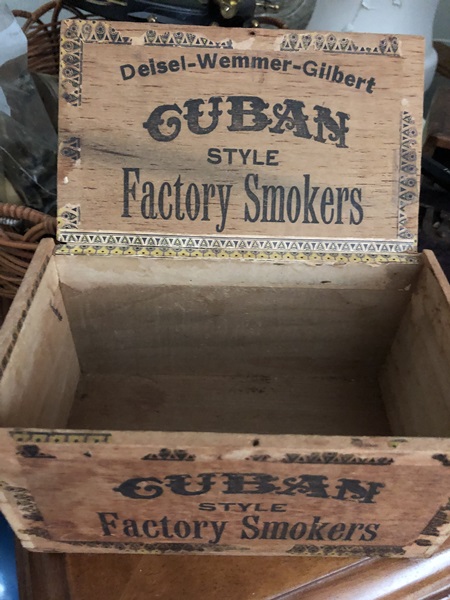 Deisel-Wemmer-Gilbert
CUBAN
STYLE
Factory Smokers
CUBAN
STYLE
Factory Smokers